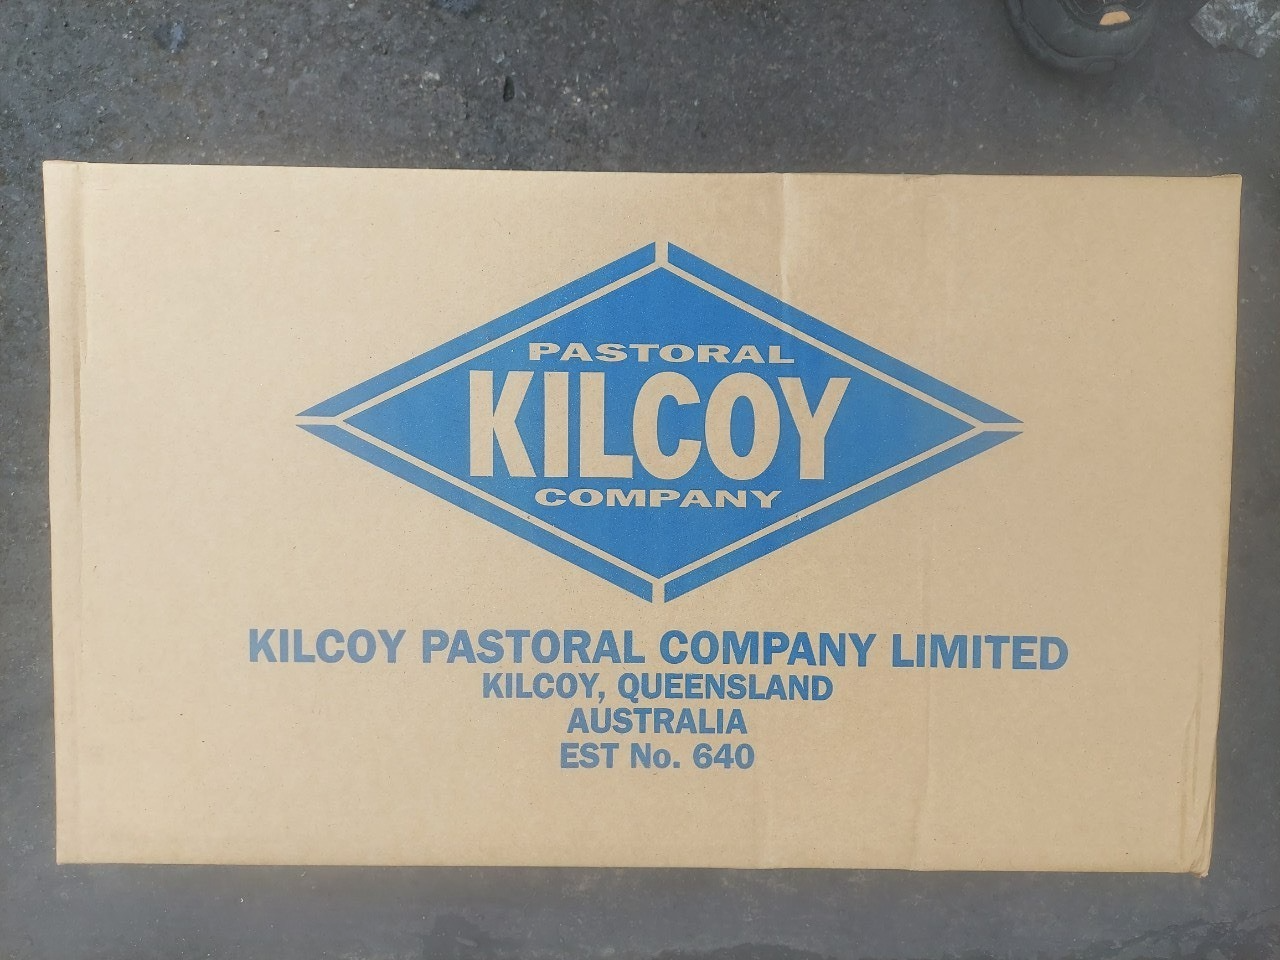 PASTORAL
KILCOY
COMPANY
KILCOY PASTORAL COMPANY LIMITED
KILCOY, QUEENSLAND
AUSTRALIA
EST No. 640